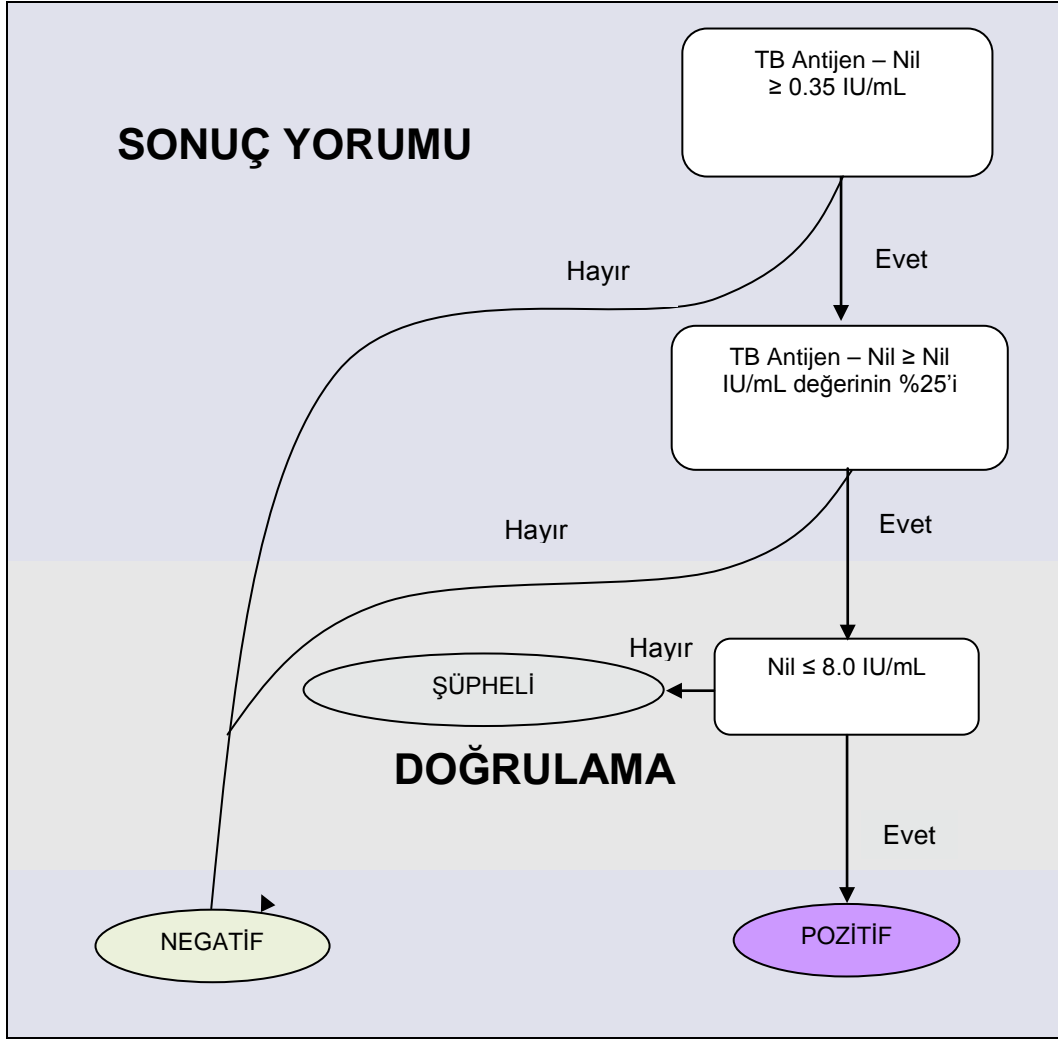 TB Antijen – Nil
≥ 0.35 IU/mL
SONUÇ YORUMU
Hayır
Evet
TB Antijen – Nil ≥ Nil
IU/mL değerinin %25’i
Hayır
Evet
Hayır
Nil ≤ 8.0 IU/mL
ŞÜPHELİ
DOĞRULAMA
Evet
NEGATİF
POZİTİF